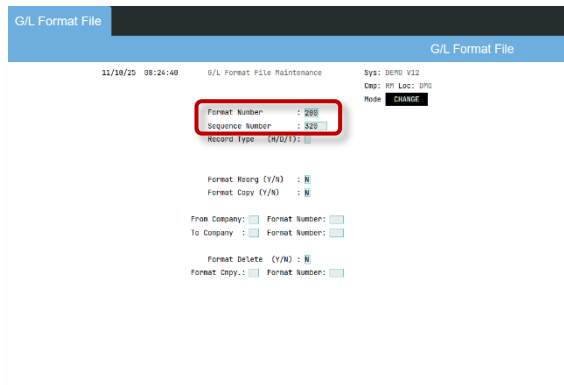 G/L Format File
G/L Format File
11/10/25 08:24:40 G/L Format File Maintenance Sys: DEMO V12
Cmp: RM Loc: DMO
Mode CHANGE
Format Number : 200
Sequence Number : 320
Record Type (H/D/T):
Format Reorg (Y/N) : N
Format Copy (Y/N) : N
From Company: Format Number:
To Company : Format Number:
Format Delete (Y/N) : N
Format Cmpy.: Format Number: